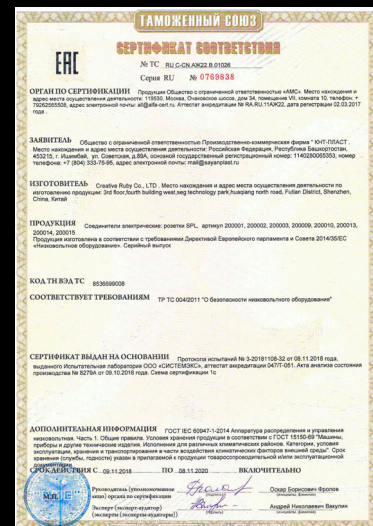 ТАМОЖЕННЫЙ СОЮЗ
ЕАС
СЕРТИФИКАТ СООТВЕТСТВИЯ
№ ТС RU C-CN.АЖ22.В.01026
Серия RU № 0769838
ОРГАН ПО СЕРТИФИКАЦИИ Продукция Общество с ограниченной ответственностью «АМС». Место нахождения и
адрес места осуществления деятельности: 119530, Москва, Очаковское шоссе, дом 34, помещение VII, комната 10, телефон: +
79262565508, адрес электронной почты: all@alfa-cert.ru. Аттестат аккредитации № RA.RU.11АЖ22, дата регистрации 02.03.2017
года .
ЗАЯВИТЕЛЬ Общество с ограниченной ответственностью Производственно-коммерческая фирма " КНТ-ПЛАСТ .
Место нахождения и адрес места осуществления деятельности: Российская Федерация, Республика Башкортостан,
453215, г. Ишимбай, ул. Советская, д.89А, основной государственный регистрационный номер: 1140280065353, номер
телефона: +7 (804) 333-75-95, адрес электронной почты: mail@sayanplast.ru
ИЗГОТОВИТЕЛЬ Creative Ruby Co., LTD . Место нахождения и адрес места осуществления деятельности по
изготовлению продукции: 3rd floor,fourth building west,seg technology park,huaqiang north road, Futian District, Shenzhen,
China, Китай
ПРОДУКЦИЯ Соединители электрические: розетки SPL, артикул 200001, 200002, 200003, 200009, 200010, 200013,
200014, 200015
Продукция изготовлена в соответствии с требованиями Директивой Европейского парламента и Совета 2014/35/ЕС
«Низковольтное оборудование». Серийный выпуск
КОД ТН ВЭД ТС 8536699008
СООТВЕТСТВУЕТ ТРЕБОВАНИЯМ ТР ТС 004/2011 "О безопасности низковольтного оборудования"
СЕРТИФИКАТ ВЫДАН НА ОСНОВАНИИ Протокола испытаний № 3-20181108-32 от 08.11.2018 года,
выданного Испытательная лаборатория ООО «СИСТЕМЭКС», аттестат аккредитации 047/Т-051. Акта анализа состояния
производства № 8279А от 09.10.2018 года. Схема сертификации 1с
ДОПОЛНИТЕЛЬНАЯ ИНФОРМАЦИЯ ГОСТ IEC 60947-1-2014 Аппаратура распределения и управления
низковольтная. Часть 1. Общие правила. Условия хранения продукции в соответствии с ГОСТ 15150-69 "Машины,
приборы и другие технические изделия. Исполнения для различных климатических районов. Категории, условия
эксплуатации, хранения и транспортирования в части воздействия климатических факторов внешней среды". Срок
хранения (службы, годности) указан в прилагаемой к продукции товаросопроводительной и/или эксплуатационной
документации
СРОК ДЕЙСТВИЯ С 09.11.2018 ПО 08.11.2020 ВКЛЮЧИТЕЛЬНО
М.П.
Руководитель (уполномоченное
лицо) органа по сертификации
Оскар Борисович Фролов
Эксперт (эксперт-аудитор)
(эксперты (эксперты-аудиторы))
Андрей Николаевич Вакулин